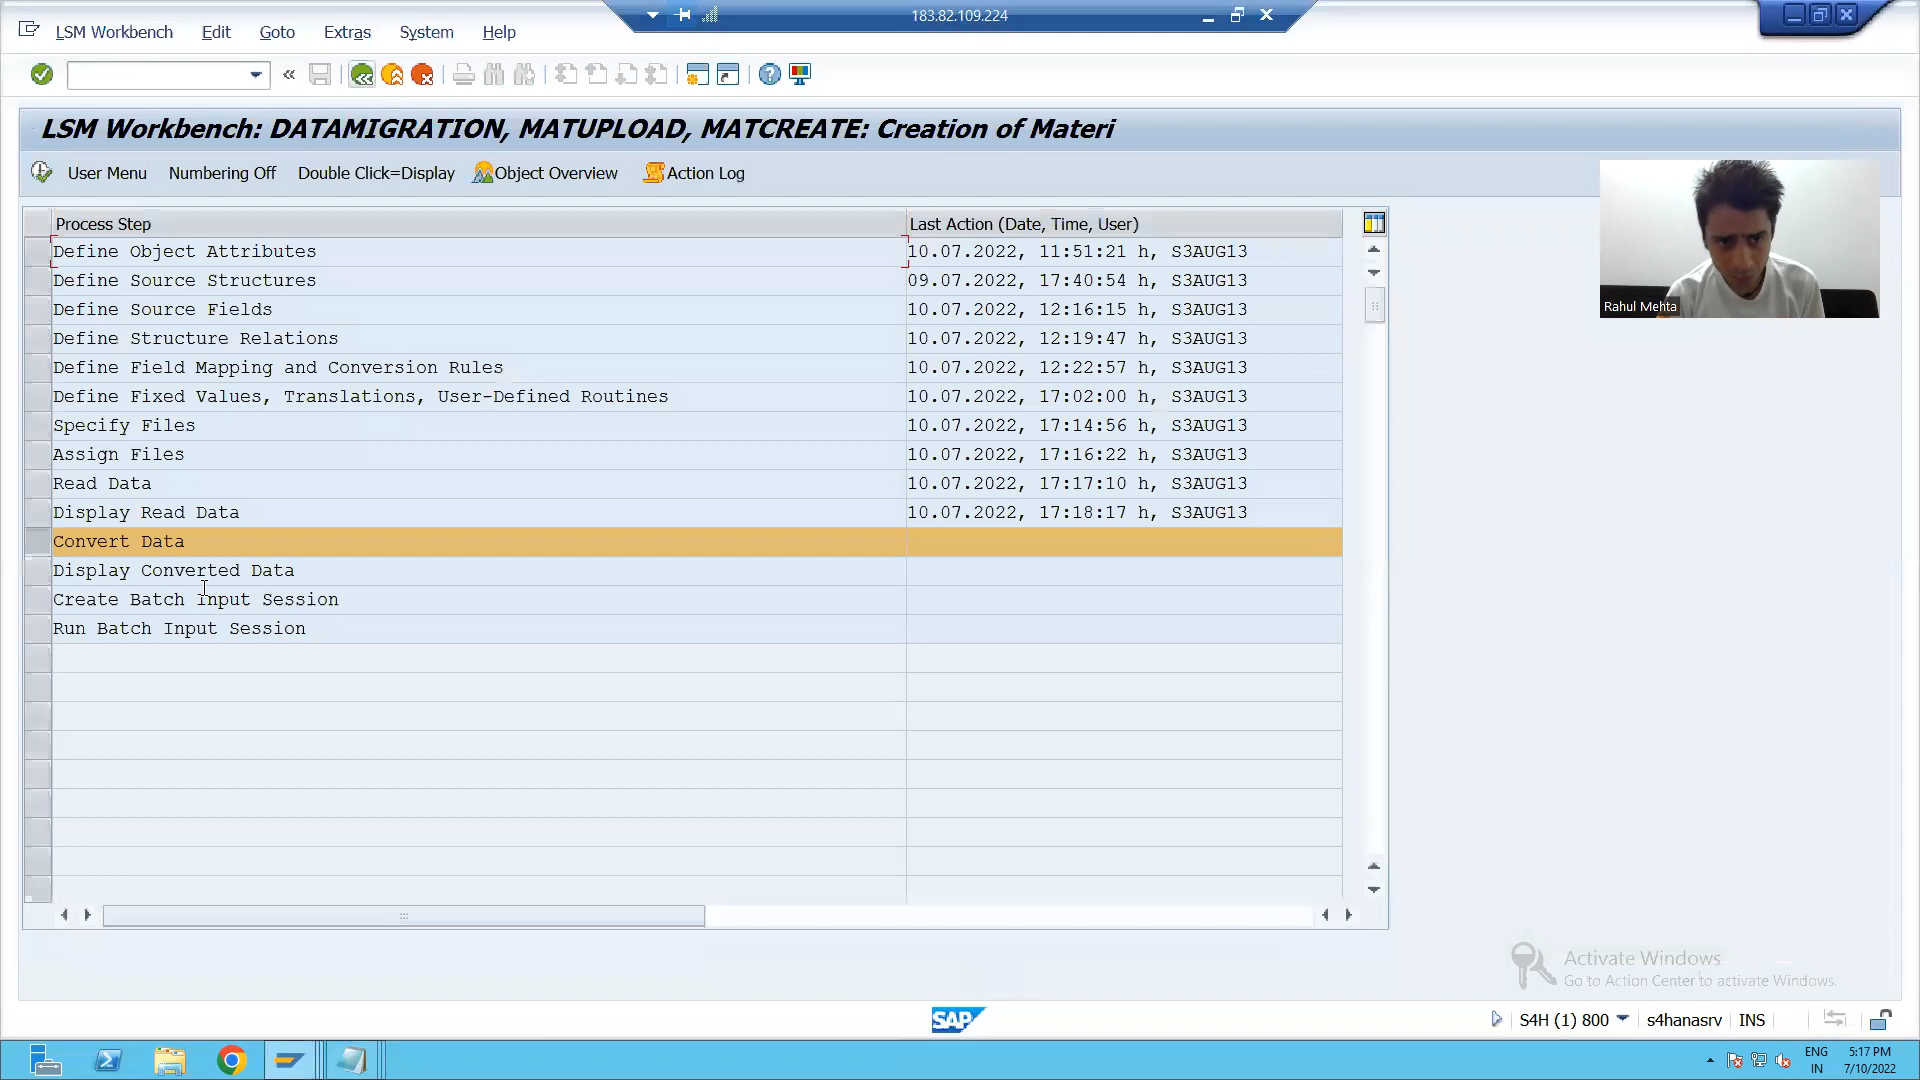 183.82.109.224
LSM Workbench Edit Goto Extras System Help
LSM Workbench: DATAMIGRATION, MATUPLOAD, MATCREATE: Creation of Materi
User Menu Numbering Off Double Click=Display Object Overview Action Log
Process Step Last Action (Date, Time, User)
Define Object Attributes 10.07.2022, 11:51:21 h, S3AUG13
Define Source Structures 09.07.2022, 17:40:54 h, S3AUG13
Define Source Fields 10.07.2022, 12:16:15 h, S3AUG13
Define Structure Relations 10.07.2022, 12:19:47 h, S3AUG13
Define Field Mapping and Conversion Rules 10.07.2022, 12:22:57 h, S3AUG13
Define Fixed Values, Translations, User-Defined Routines 10.07.2022, 17:02:00 h, S3AUG13
Specify Files 10.07.2022, 17:14:56 h, S3AUG13
Assign Files 10.07.2022, 17:16:22 h, S3AUG13
Read Data 10.07.2022, 17:17:10 h, S3AUG13
Display Read Data 10.07.2022, 17:18:17 h, S3AUG13
Convert Data
Display Converted Data
Create Batch Input Session
Run Batch Input Session
Rahul Mehta
Activate Windows
Go to Action Center to activate Windows.
SAP S4H (1) 800 s4hanasrv INS
ENG 5:17 PM
IN 7/10/2022